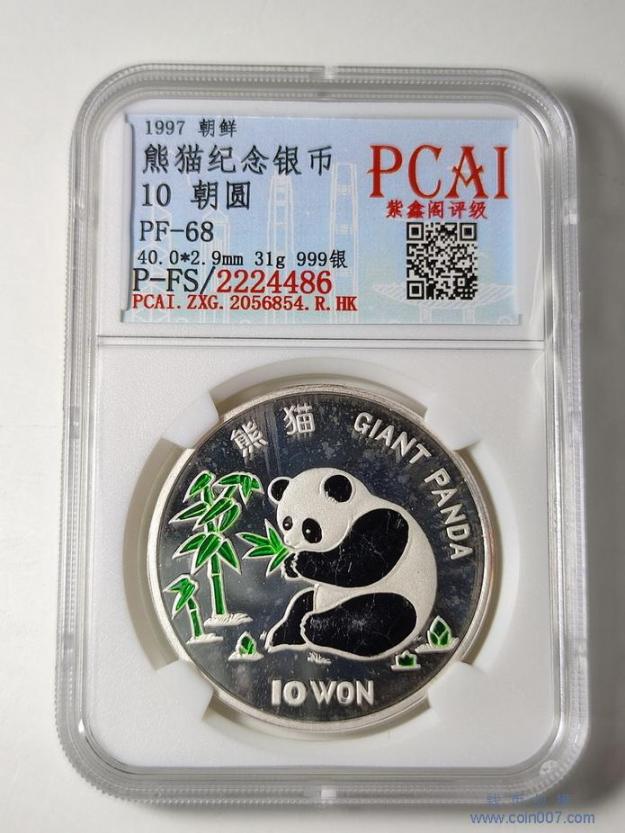 1997 朝鲜
熊猫纪念银币
10 朝圆
PF-68
40.0*2.9mm 31g 999银
P-FS/2224486
PCAI.ZXG.2056854.R.HK
PCAI
紫鑫阁评级
熊猫 GIANT PANDA
10 WON
www.coin007.com